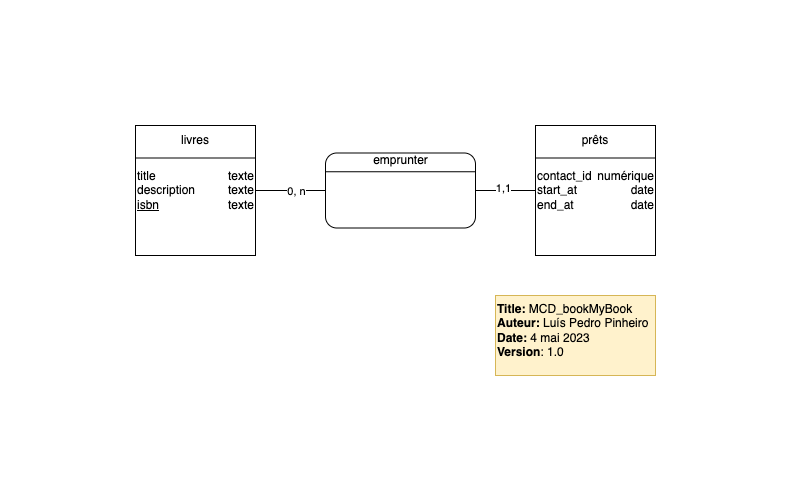 livres
title texte
description texte
isbn texte
0, n
emprunter
1,1
prêts
contact_id numérique
start_at date
end_at date
Title: MCD_bookMyBook
Auteur: Luís Pedro Pinheiro
Date: 4 mai 2023
Version: 1.0